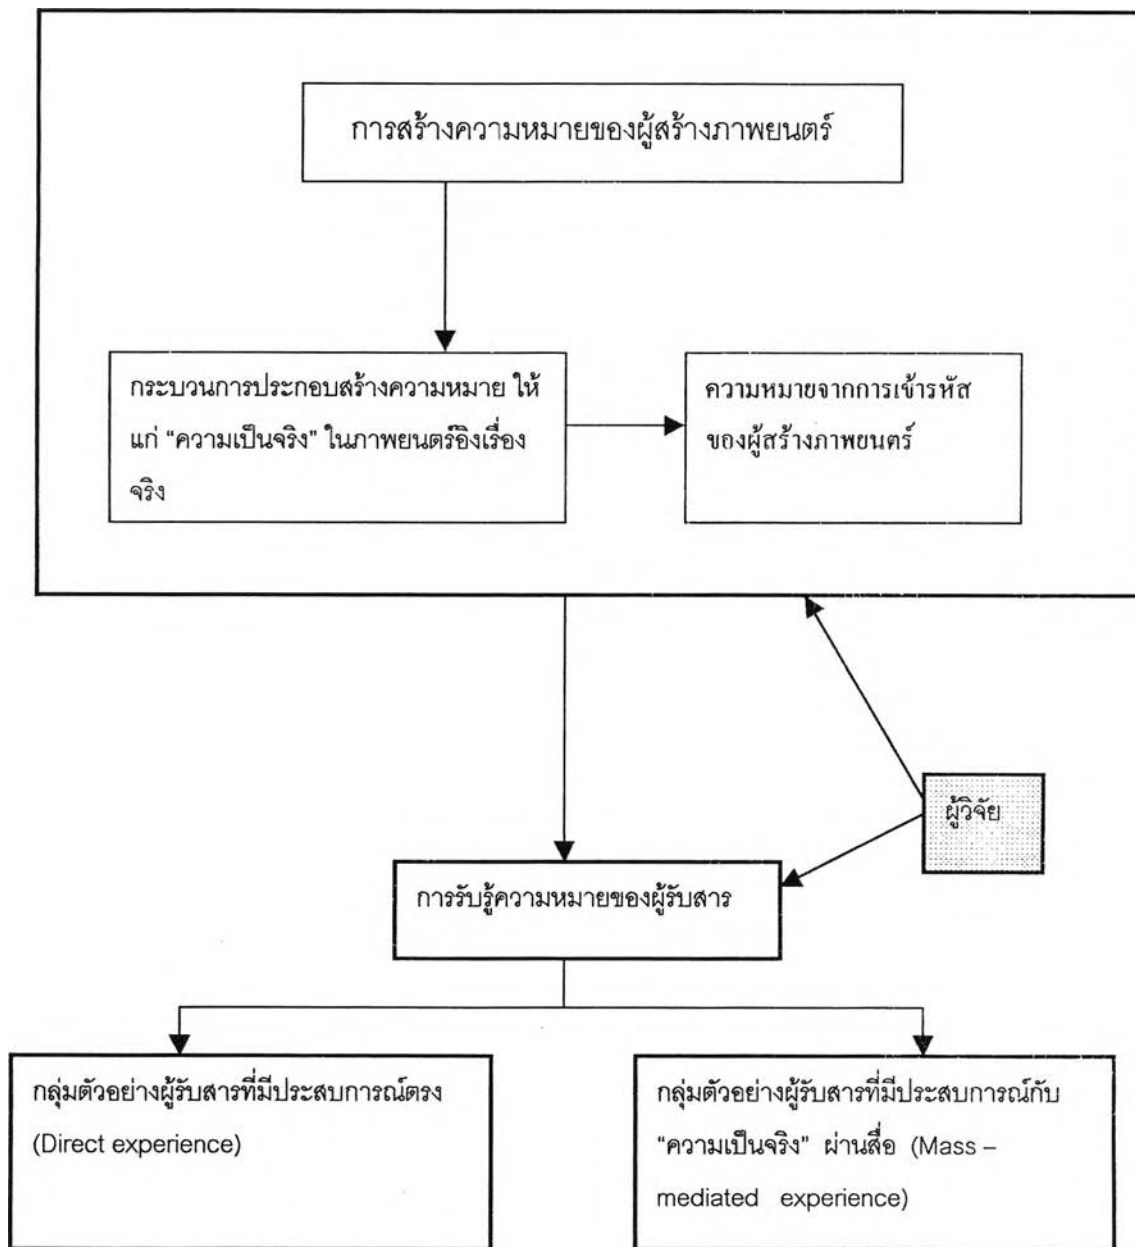 การสร้างความหมายของผู้สร้างภาพยนตร์
กระบวนการประกอบสร้างความหมาย ให้
แก่ “ความเป็นจริง” ในภาพยนตร์อิงเรื่อง
จริง
ความหมายจากการเข้ารหัส
ของผู้สร้างภาพยนตร์
ผู้วิจัย
การรับรู้ความหมายของผู้รับสาร
กลุ่มตัวอย่างผู้รับสารที่มีประสบการณ์ตรง
(Direct experience)
กลุ่มตัวอย่างผู้รับสารที่มีประสบการณ์กับ
“ความเป็นจริง” ผ่านสื่อ (Mass –
mediated experience)